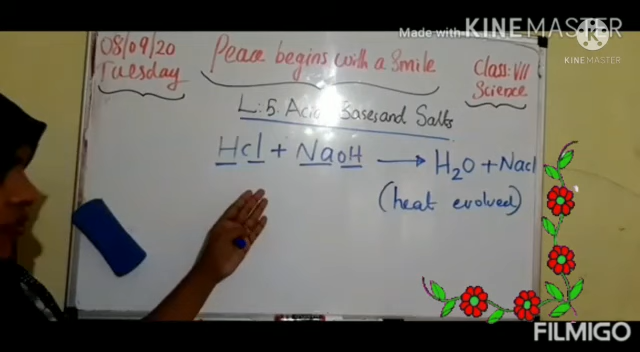 Made with KINEMASTER
KINEMASTER
08/09/20
Tuesday
Peace begins with a Smile
Class: VII
Science
L:5. Acid Bases and Salts
Hcl + NaoH → H₂O + Nacl
(heat evolved)
FILMIGO